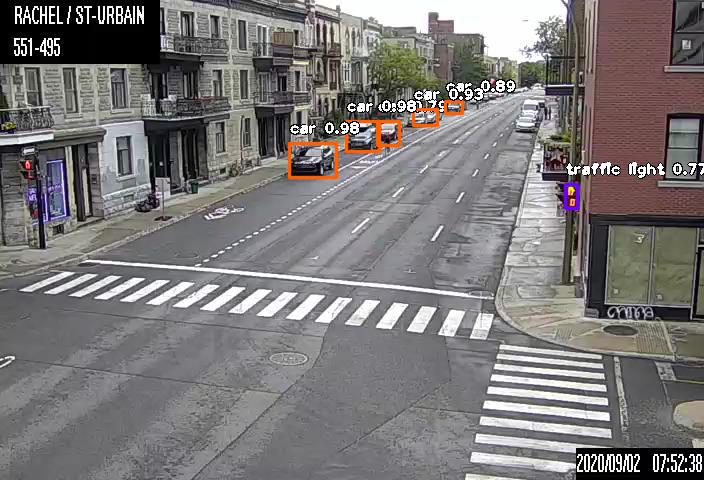 RACHEL / ST-URBAIN
551-495
car 0.89
car 0.93
car 0.98
car 0.98
traffic light 0.77
2020/09/02 07:52:38